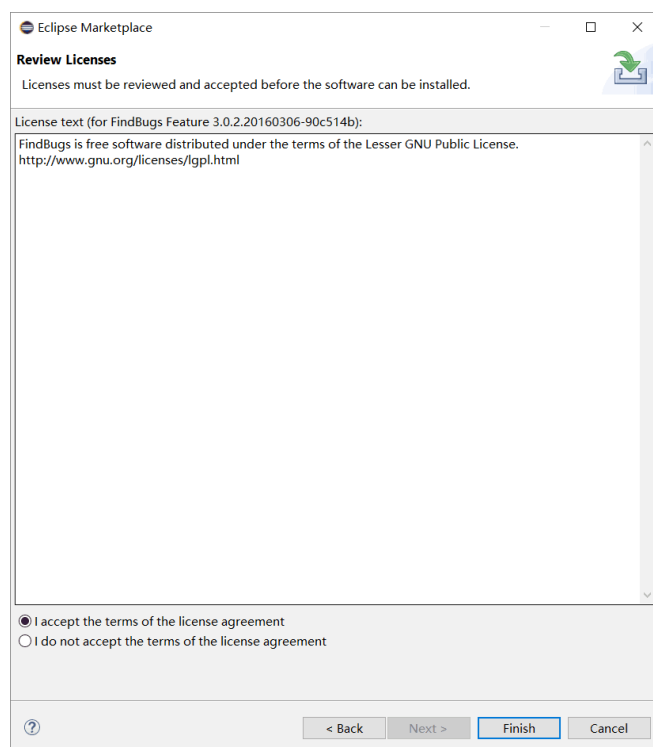 Eclipse Marketplace
Review Licenses
Licenses must be reviewed and accepted before the software can be installed.
License text (for FindBugs Feature 3.0.2.20160306-90c514b):
FindBugs is free software distributed under the terms of the Lesser GNU Public License.
http://www.gnu.org/licenses/lgpl.html
I accept the terms of the license agreement
I do not accept the terms of the license agreement
? < Back Next > Finish Cancel